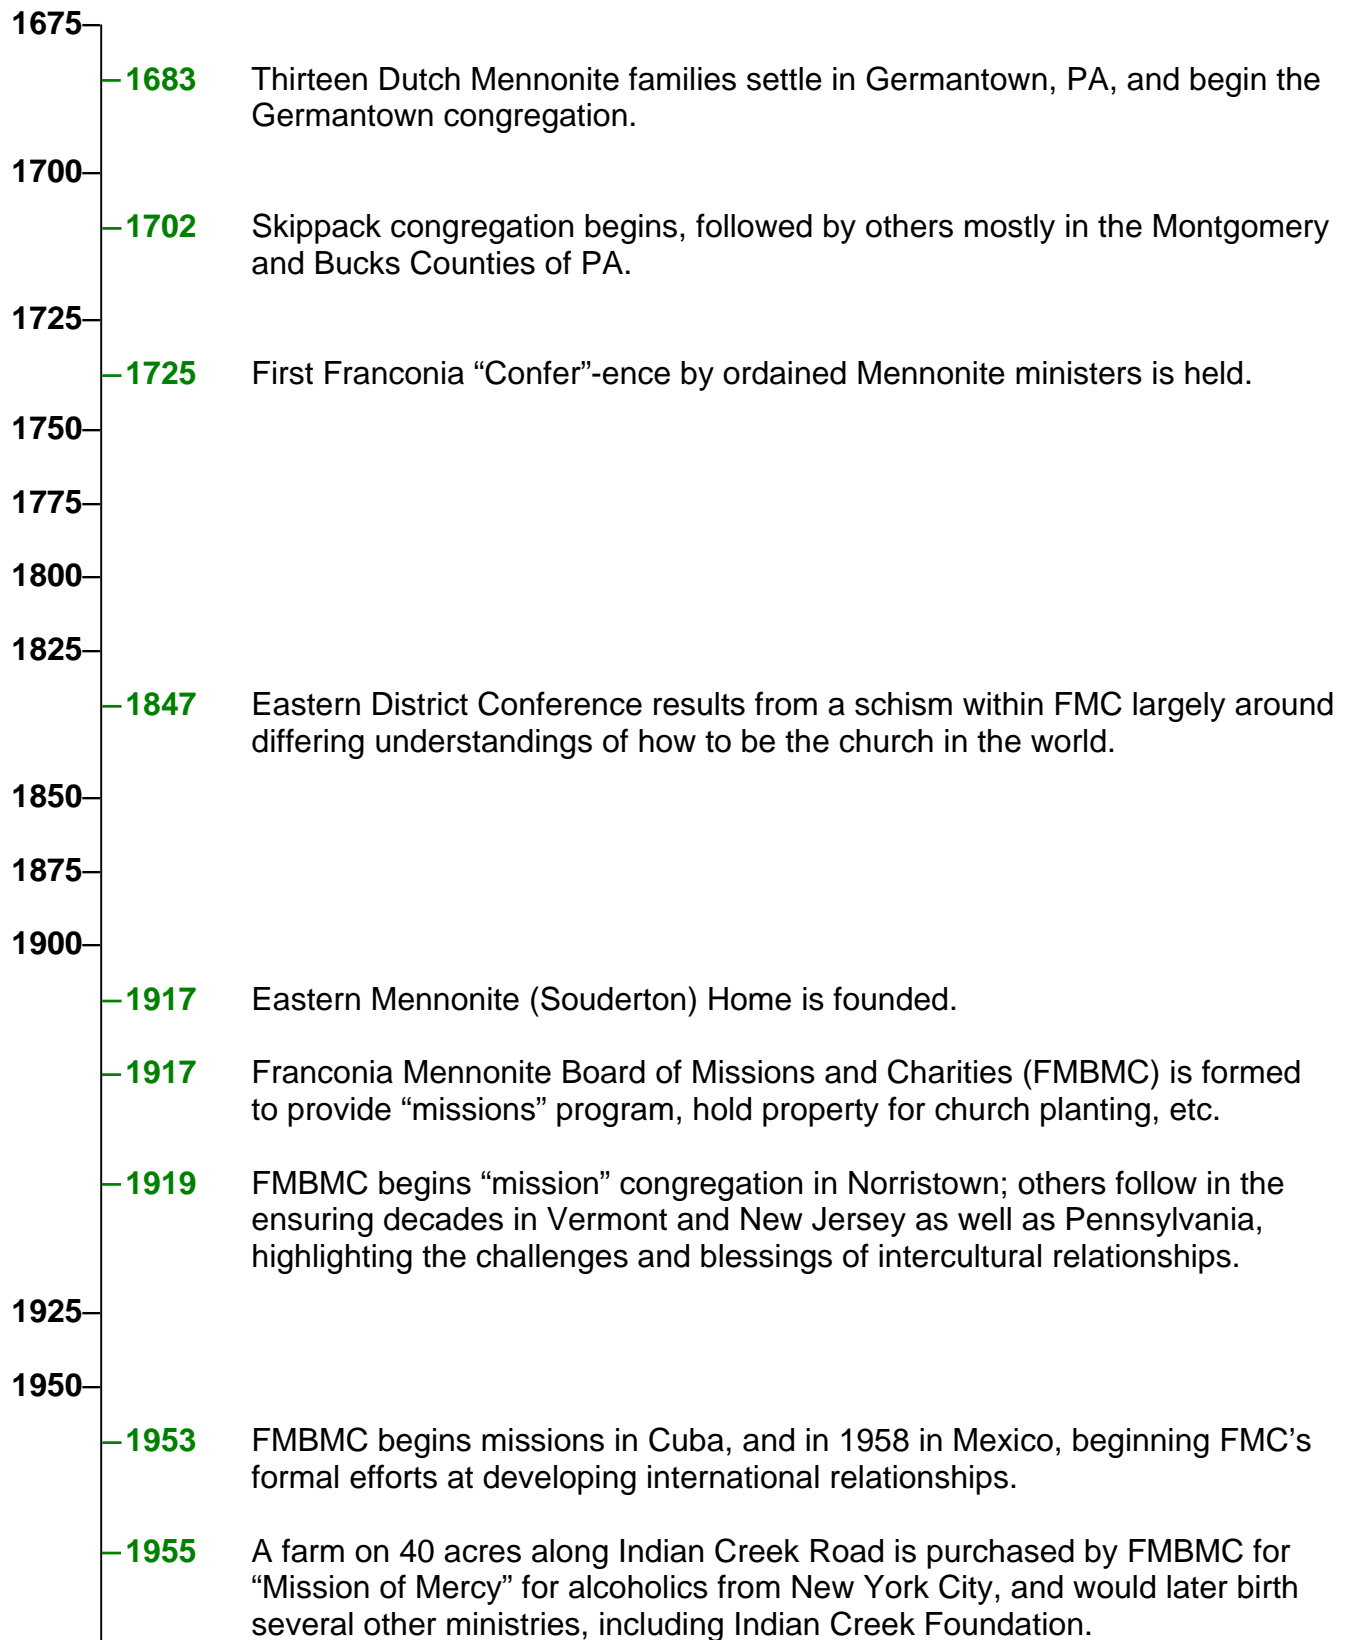 1675–
–1683 Thirteen Dutch Mennonite families settle in Germantown, PA, and begin the
Germantown congregation.
1700–
–1702 Skippack congregation begins, followed by others mostly in the Montgomery
and Bucks Counties of PA.
1725–
–1725 First Franconia “Confer”-ence by ordained Mennonite ministers is held.
1750–
1775–
1800–
1825–
–1847 Eastern District Conference results from a schism within FMC largely around
differing understandings of how to be the church in the world.
1850–
1875–
1900–
–1917 Eastern Mennonite (Souderton) Home is founded.
–1917 Franconia Mennonite Board of Missions and Charities (FMBMC) is formed
to provide “missions” program, hold property for church planting, etc.
–1919 FMBMC begins “mission” congregation in Norristown; others follow in the
ensuring decades in Vermont and New Jersey as well as Pennsylvania,
highlighting the challenges and blessings of intercultural relationships.
1925–
1950–
–1953 FMBMC begins missions in Cuba, and in 1958 in Mexico, beginning FMC’s
formal efforts at developing international relationships.
–1955 A farm on 40 acres along Indian Creek Road is purchased by FMBMC for
“Mission of Mercy” for alcoholics from New York City, and would later birth
several other ministries, including Indian Creek Foundation.